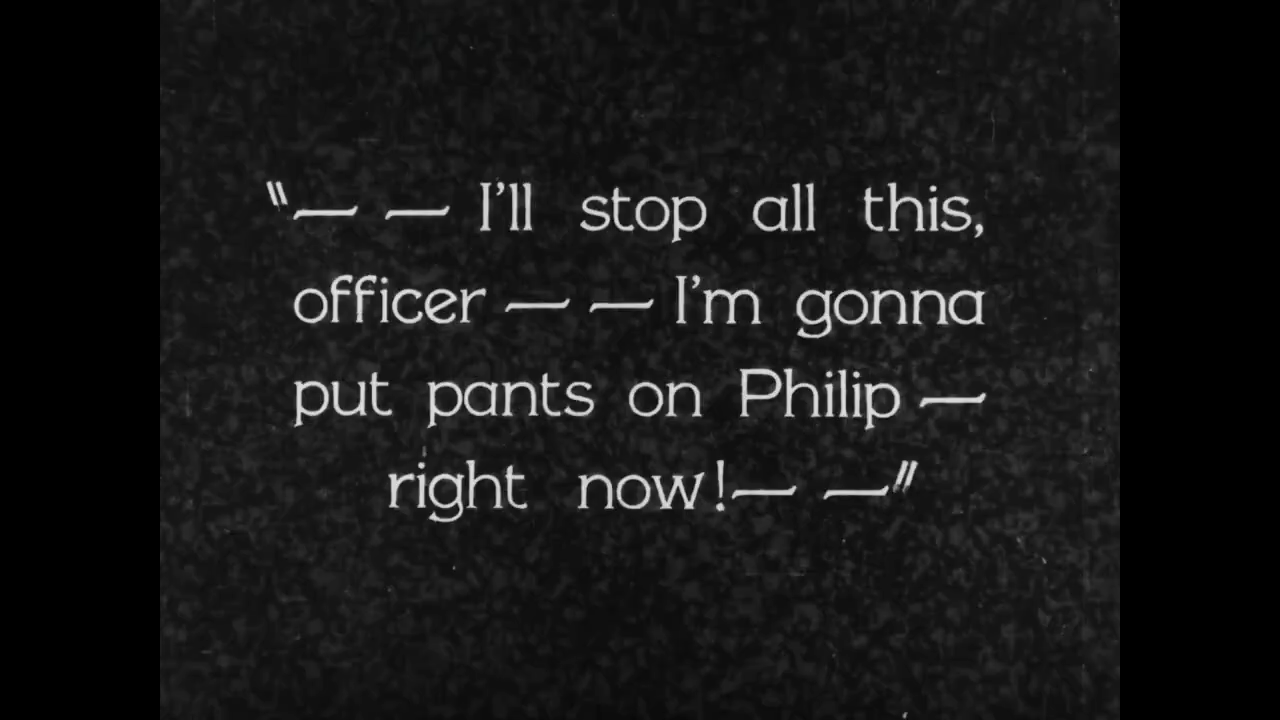 "— — I'll stop all this,
officer — — I'm gonna
put pants on Philip —
right now!— —"